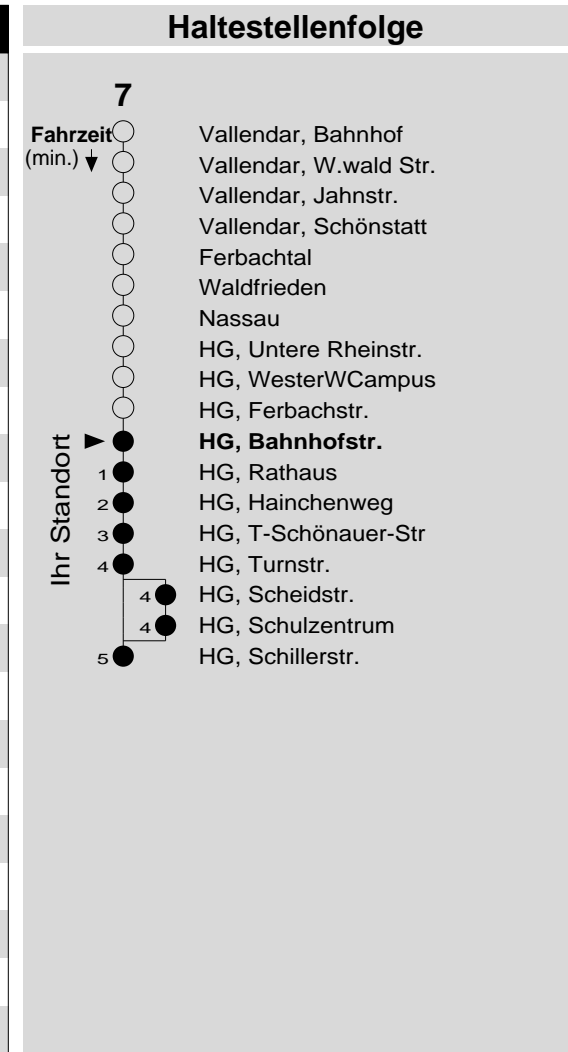 Haltestellenfolge
7
Fahrzeit
(min.)
Vallendar, Bahnhof
Vallendar, W.wald Str.
Vallendar, Jahnstr.
Vallendar, Schönstatt
Ferbachtal
Waldfrieden
Nassau
HG, Untere Rheinstr.
HG, WesterWCampus
HG, Ferbachstr.
Ihr Standort
HG, Bahnhofstr.
1 HG, Rathaus
2 HG, Hainchenweg
3 HG, T-Schönauer-Str
4 HG, Turnstr.
4 HG, Scheidstr.
4 HG, Schulzentrum
5 HG, Schillerstr.